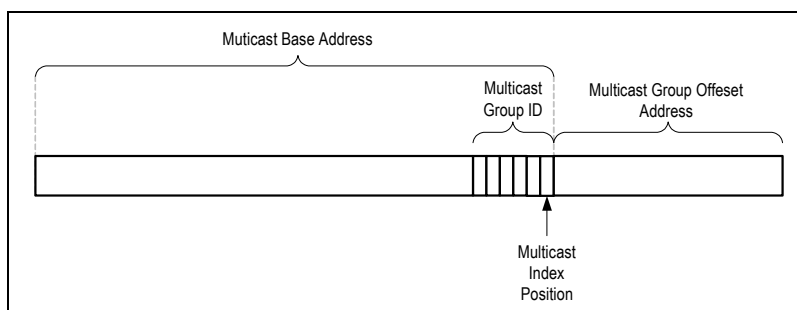 Muticast Base Address
Multicast
Group ID
Multicast Group Offeset
Address
Multicast
Index
Position